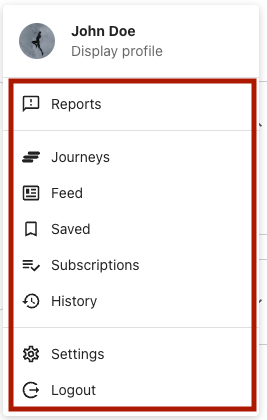 John Doe
Display profile
Reports
Journeys
Feed
Saved
Subscriptions
History
Settings
Logout